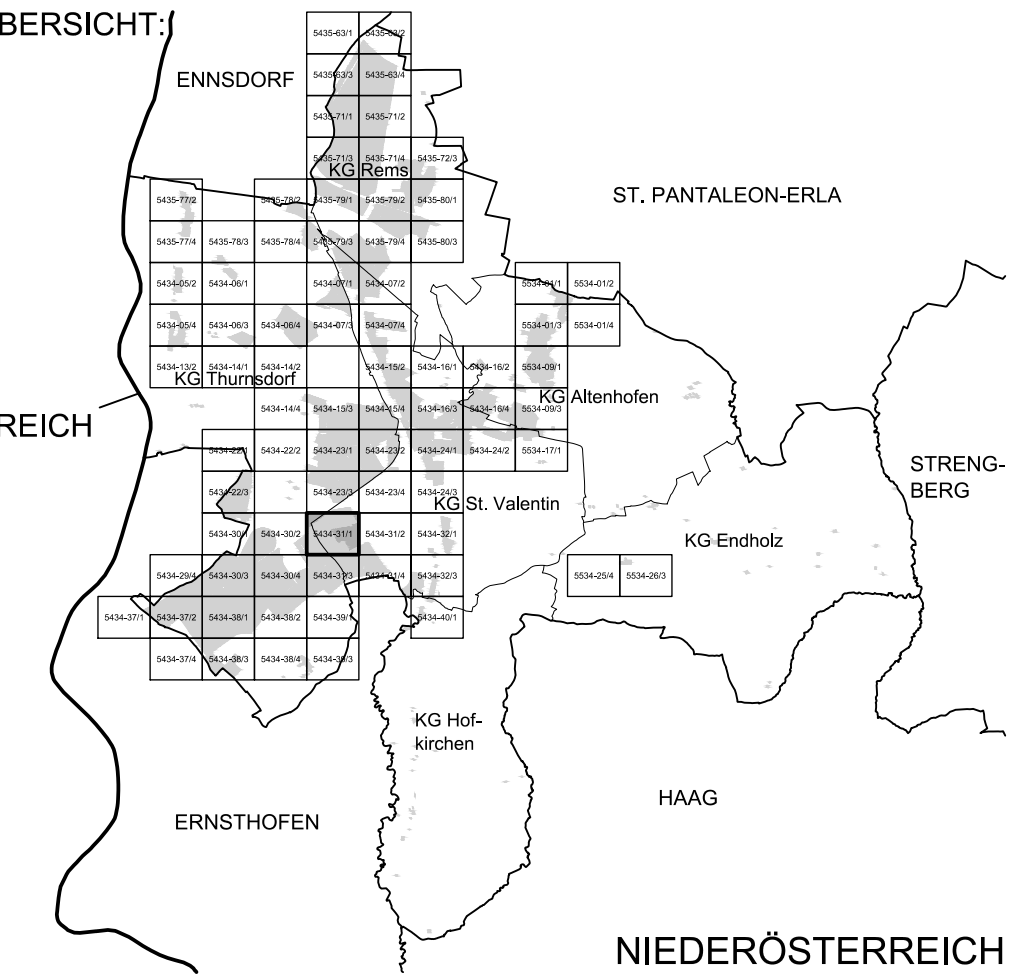 BERSICHT:
5435-63/1 5435-63/2
ENNSDORF
5435-63/3 5435-63/4
5435-71/1 5435-71/2
5435-71/3 5435-71/4 5435-72/3
KG Rems
ST. PANTALEON-ERLA
5435-77/2 5435-78/2 5435-79/1 5435-79/2 5435-80/1
5435-77/4 5435-78/3 5435-78/4 5435-79/3 5435-79/4 5435-80/3
5434-05/2 5434-06/1 5434-07/1 5434-07/2 5534-01/1 5534-01/2
5434-05/4 5434-06/3 5434-06/4 5434-07/3 5434-07/4 5534-01/3 5534-01/4
5434-13/2 5434-14/1 5434-14/2 5434-15/2 5434-16/1 5434-16/2 5534-09/1
KG Thurnsdorf
KG Altenhofen
5434-14/4 5434-15/3 5434-15/4 5434-16/3 5434-16/4 5534-09/3
REICH
5434-22/1 5434-22/2 5434-23/1 5434-23/2 5434-24/1 5434-24/2 5534-17/1
STRENG-
BERG
5434-22/3 5434-23/3 5434-23/4 5434-24/3
KG St. Valentin
5434-30/1 5434-30/2 5434-31/1 5434-31/2 5434-32/1
KG Endholz
5434-29/4 5434-30/3 5434-30/4 5434-31/3 5434-31/4 5434-32/3 5534-25/4 5534-26/3
5434-37/1 5434-37/2 5434-38/1 5434-38/2 5434-39/1 5434-40/1
5434-37/4 5434-38/3 5434-38/4 5434-39/3
KG Hof-
kirchen
HAAG
ERNSTHOFEN
NIEDERÖSTERREICH